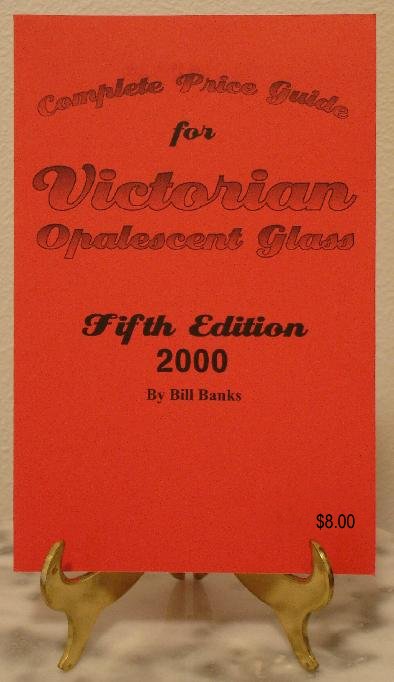 Complete Price Guide
for
Victorian
Opalescent Glass
Fifth Edition
2000
By Bill Banks
$8.00